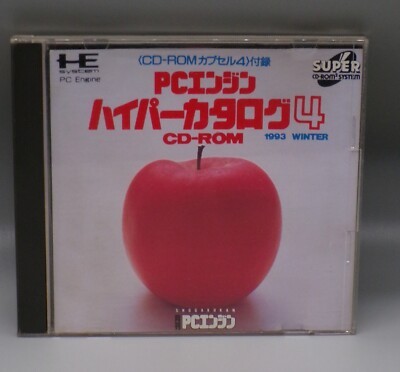 HE
system
PC Engine
〈CD-ROMカプセル4〉付録
SUPER
CD-ROM² SYSTEM
PCエンジン
ハイパーカタログ4
CD-ROM
1993 WINTER
PCエンジン